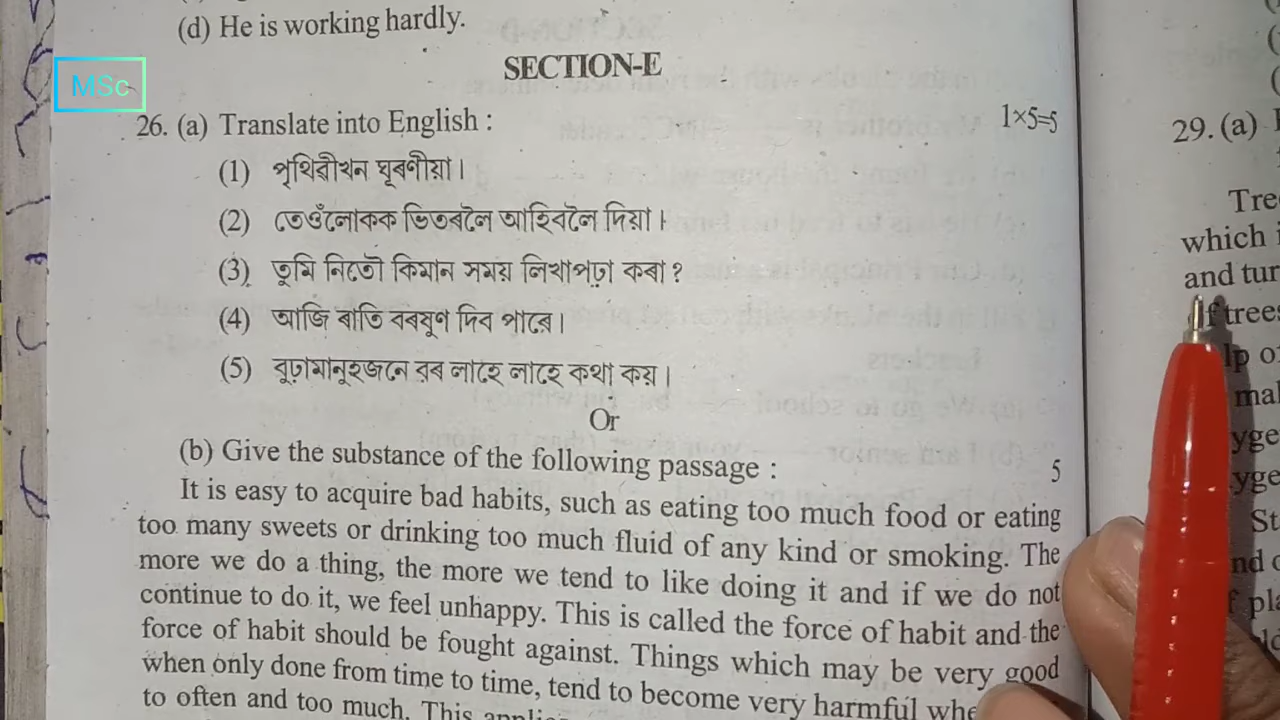 (d) He is working hardly.
SECTION-E
MSc
26. (a) Translate into English : 1×5=5
(1) পৃথিৱীখন ঘূৰণীয়া।
(2) তেওঁলোকক ভিতৰলৈ আহিবলৈ দিয়া।
(3) তুমি নিতৌ কিমান সময় লিখাপঢ়া কৰা ?
(4) আজি ৰাতি বৰষুণ দিব পাৰে।
(5) বুঢ়ামানুহজনে বৰ লাহে লাহে কথা কয়।
Or
(b) Give the substance of the following passage : 5
It is easy to acquire bad habits, such as eating too much food or eating
too many sweets or drinking too much fluid of any kind or smoking. The
more we do a thing, the more we tend to like doing it and if we do not
continue to do it, we feel unhappy. This is called the force of habit and the
force of habit should be fought against. Things which may be very good
when only done from time to time, tend to become very harmful
to often and too much. This
29. (a)
which
and